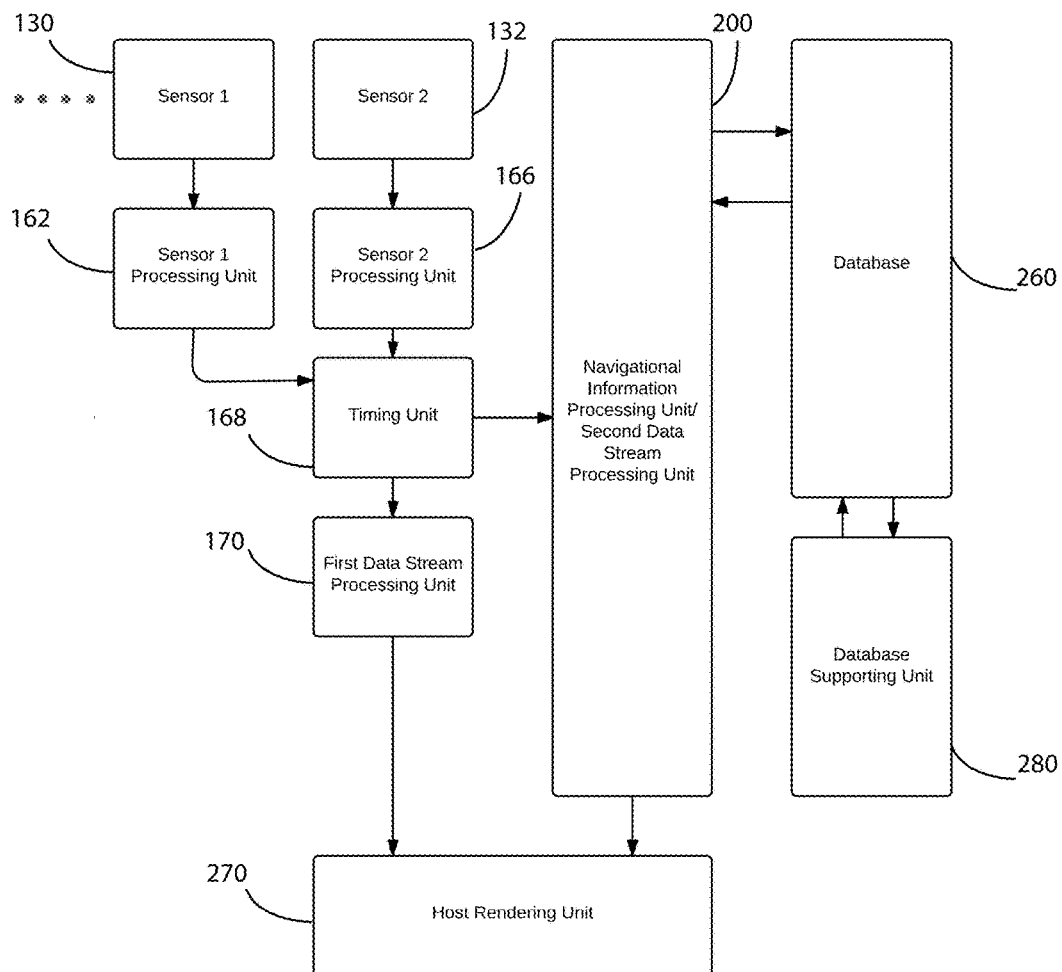 130
132
200
Sensor 1
Sensor 2
162
166
Sensor 1
Processing Unit
Sensor 2
Processing Unit
Database
260
Navigational
Information
Processing Unit/
Second Data
Stream
Processing Unit
168
Timing Unit
170
First Data Stream
Processing Unit
Database
Supporting Unit
280
270
Host Rendering Unit